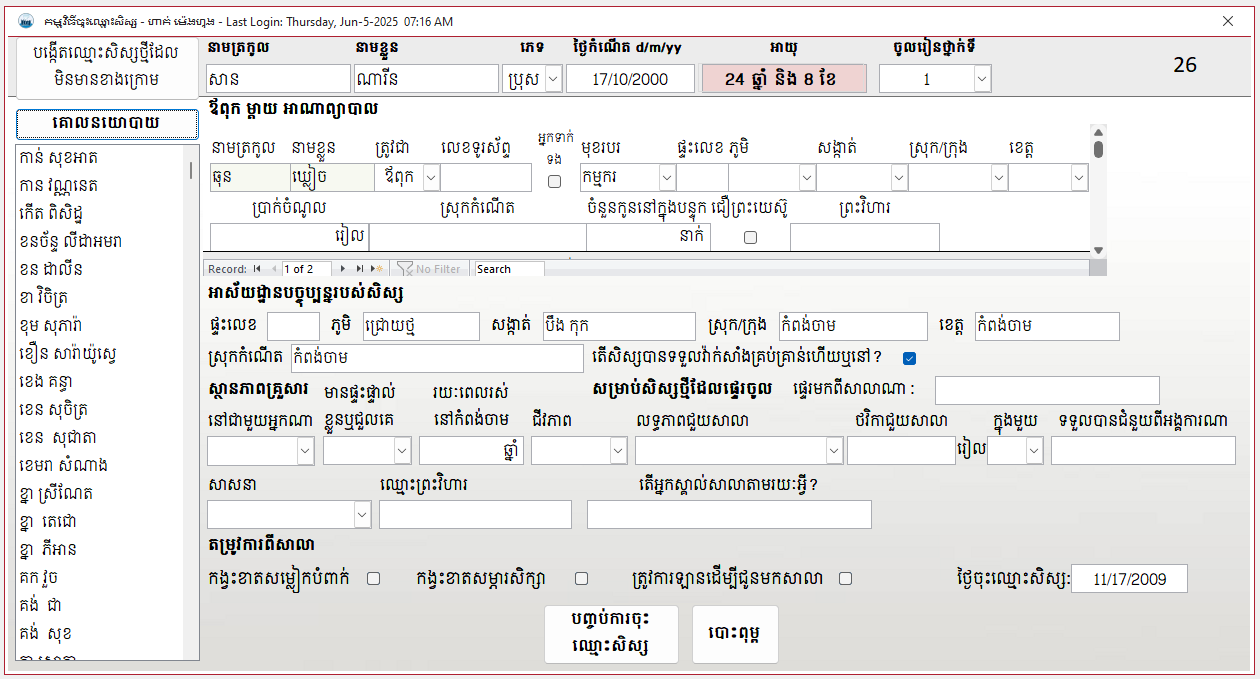 កម្មវិធីចុះឈ្មោះសិស្ស - ហាក់ ម៉េងហួង - Last Login: Thursday, Jun-5-2025 07:16 AM
បង្កើតឈ្មោះសិស្សថ្មីដែល
មិនមានខាងក្រោម
នាមត្រកូល នាមខ្លួន ភេទ ថ្ងៃកំណើត d/m/yy អាយុ ចូលរៀនថ្នាក់ទី
សាន ណារីន ប្រុស 17/10/2000 24 ឆ្នាំ និង 8 ខែ 1 26
គោលនយោបាយ
កាន់ សុខអាត
កាន វណ្ណនេត
កើត ពិសិដ្ឋ
ខនច័ន្ទ លីដាអមរា
ខន ដាលីន
ខា វិចិត្រ
ខុម សុភារ៉ា
ខឿន សារ៉ាយ៉ូស្វេ
ខេង គន្ធា
ខេន សុចិត្រ
ខេន សុជាតា
ខេមរា សំណាង
ខ្នា ស្រីណែត
ខ្នា តេជោ
ខ្នា ភីអាន
គក វួច
គង់ ជា
គង់ សុខ
ឪពុក ម្តាយ អាណាព្យាបាល
នាមត្រកូល នាមខ្លួន ត្រូវជា លេខទូរស័ព្ទ អ្នកទាក់ទង មុខរបរ ផ្ទះលេខ ភូមិ សង្កាត់ ស្រុក/ក្រុង ខេត្ត
ឆុន ឃ្លៀច ឪពុក កម្មករ
ប្រាក់ចំណូល ស្រុកកំណើត ចំនួនកូននៅក្នុងបន្ទុក ជឿព្រះយេស៊ូ ព្រះវិហារ
រៀល នាក់
Record: 1 of 2 No Filter Search
អាស័យដ្ឋានបច្ចុប្បន្នរបស់សិស្ស
ផ្ទះលេខ ភូមិ ជ្រោយថ្ម សង្កាត់ បឹង កុក ស្រុក/ក្រុង កំពង់ចាម ខេត្ត កំពង់ចាម
ស្រុកកំណើត កំពង់ចាម តើសិស្សបានទទួលវ៉ាក់សាំងគ្រប់គ្រាន់ហើយឬនៅ?
ស្ថានភាពគ្រួសារ មានផ្ទះផ្ទាល់ រយៈពេលរស់ សម្រាប់សិស្សថ្មីដែលផ្ទេរចូល ផ្ទេរមកពីសាលាណា :
នៅជាមួយអ្នកណា ខ្លួនឬជួលគេ នៅកំពង់ចាម ជីវភាព លទ្ធភាពជួយសាលា ថវិកាជួយសាលា ក្នុងមួយ ទទួលបានជំនួយពីអង្គការណា
ឆ្នាំ រៀល
សាសនា ឈ្មោះព្រះវិហារ តើអ្នកស្គាល់សាលាតាមរយៈអ្វី?
តម្រូវការពីសាលា
កង្វះខាតសម្លៀកបំពាក់ កង្វះខាតសម្ភារសិក្សា ត្រូវការឡានដើម្បីជូនមកសាលា ថ្ងៃចុះឈ្មោះសិស្ស: 11/17/2009
បញ្ចប់ការចុះ
ឈ្មោះសិស្ស
បោះពុម្ព